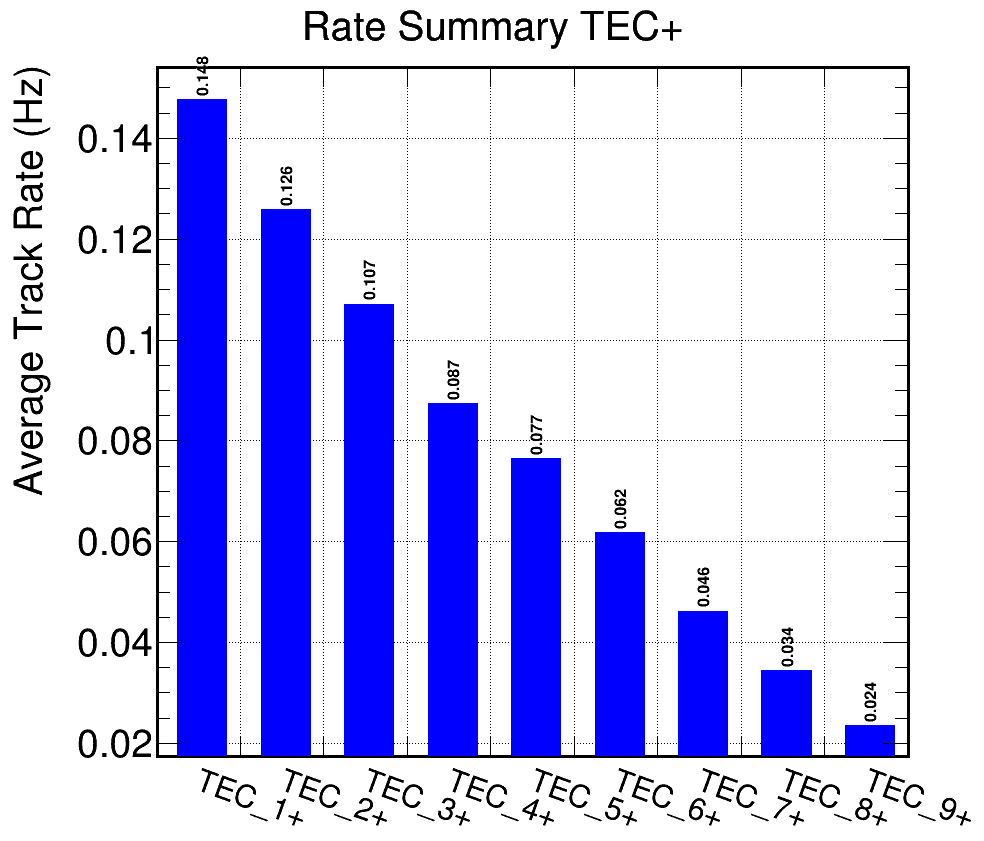 Rate Summary TEC+
Average Track Rate (Hz)
0.14
0.12
0.1
0.08
0.06
0.04
0.02
0.148
0.126
0.107
0.087
0.077
0.062
0.046
0.034
0.024
TEC_1+
TEC_2+
TEC_3+
TEC_4+
TEC_5+
TEC_6+
TEC_7+
TEC_8+
TEC_9+